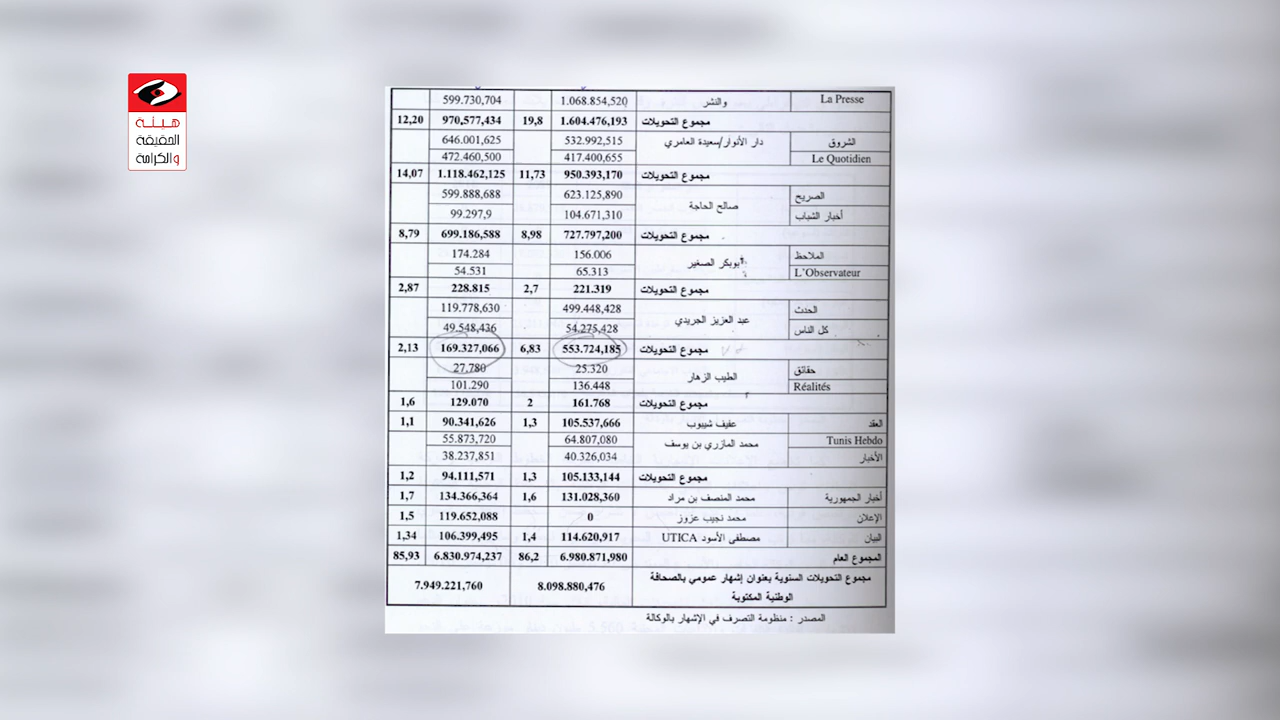 هيئة
الحقيقة
والكرامة
La Presse والنشر 1.068.854,520 599.730,704
مجموع التحويلات 1.604.476,193 19,8 970,577,434 12,20
الشروق دار الأنوار/سعيدة العامري 532.992,515 646.001,625
Le Quotidien 417.400,655 472.460,500
مجموع التحويلات 950.393,170 11,73 1.118.462,125 14,07
الصريح صالح الحاجة 623.125,890 599.888,688
أخبار الشباب 104.671,310 99.297,9
مجموع التحويلات 727.797,200 8,98 699.186,588 8,79
الملاحظ أبوبكر الصغير 156.006 174.284
L'Observateur 65.313 54.531
مجموع التحويلات 221.319 2,7 228.815 2,87
الحدث عبد العزيز الجريدي 499.448,428 119.778,630
كل الناس 54.275,428 49.548,436
مجموع التحويلات 553.724,185 6,83 169.327,066 2,13
حقائق الطيب الزهار 25.320 27.780
Réalités 136.448 101.290
مجموع التحويلات 161.768 2 129.070 1,6
العقد عفيف شيبوب 105.537,666 1,3 90.341,626 1,1
Tunis Hebdo محمد المازري بن يوسف 64.807,080 55.873,720
الأخبار 40.326,034 38.237,851
مجموع التحويلات 105.133,144 1,3 94.111,571 1,2
أخبار الجمهورية محمد المنصف بن مراد 131.028,360 1,6 134.366,364 1,7
الإعلان محمد نجيب عزوز 0 119.652,088 1,5
البيان مصطفى الأسود UTICA 114.620,917 1,4 106.399,495 1,34
المجموع العام 6.980.871,980 86,2 6.830.974,237 85,93
مجموع التحويلات السنوية بعنوان إشهار عمومي بالصحافة 8.098.880,476 7.949.221,760
الوطنية المكتوبة
المصدر : منظومة التصرف في الإشهار بالوكالة